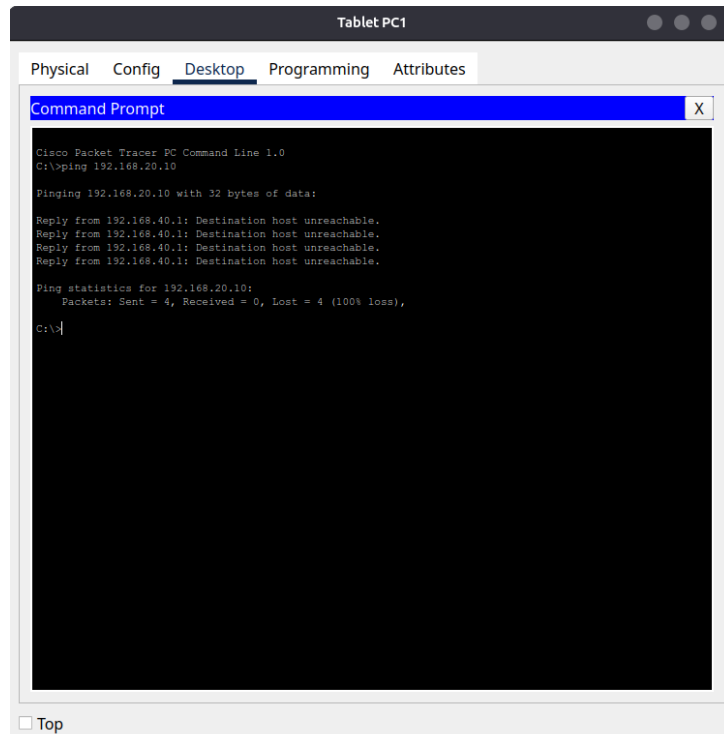 Tablet PC1
Physical Config Desktop Programming Attributes
Command Prompt X
Cisco Packet Tracer PC Command Line 1.0
C:\>ping 192.168.20.10
Pinging 192.168.20.10 with 32 bytes of data:
Reply from 192.168.40.1: Destination host unreachable.
Reply from 192.168.40.1: Destination host unreachable.
Reply from 192.168.40.1: Destination host unreachable.
Reply from 192.168.40.1: Destination host unreachable.
Ping statistics for 192.168.20.10:
Packets: Sent = 4, Received = 0, Lost = 4 (100% loss),
C:\>
Top